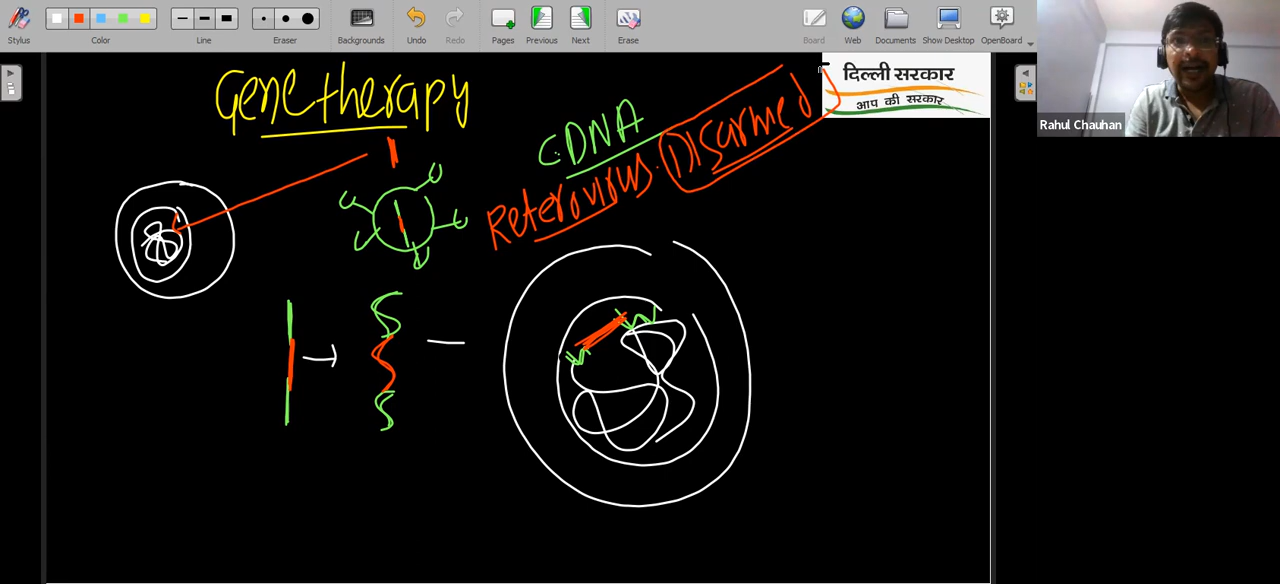 Stylus
Color
Line
Eraser
Backgrounds
Undo
Redo
Pages
Previous
Next
Erase
Board
Web
Documents
Show Desktop
OpenBoard
Gene therapy
CDNA
Reterovirus. Disarmed
दिल्ली सरकार
आप की सरकार
Rahul Chauhan